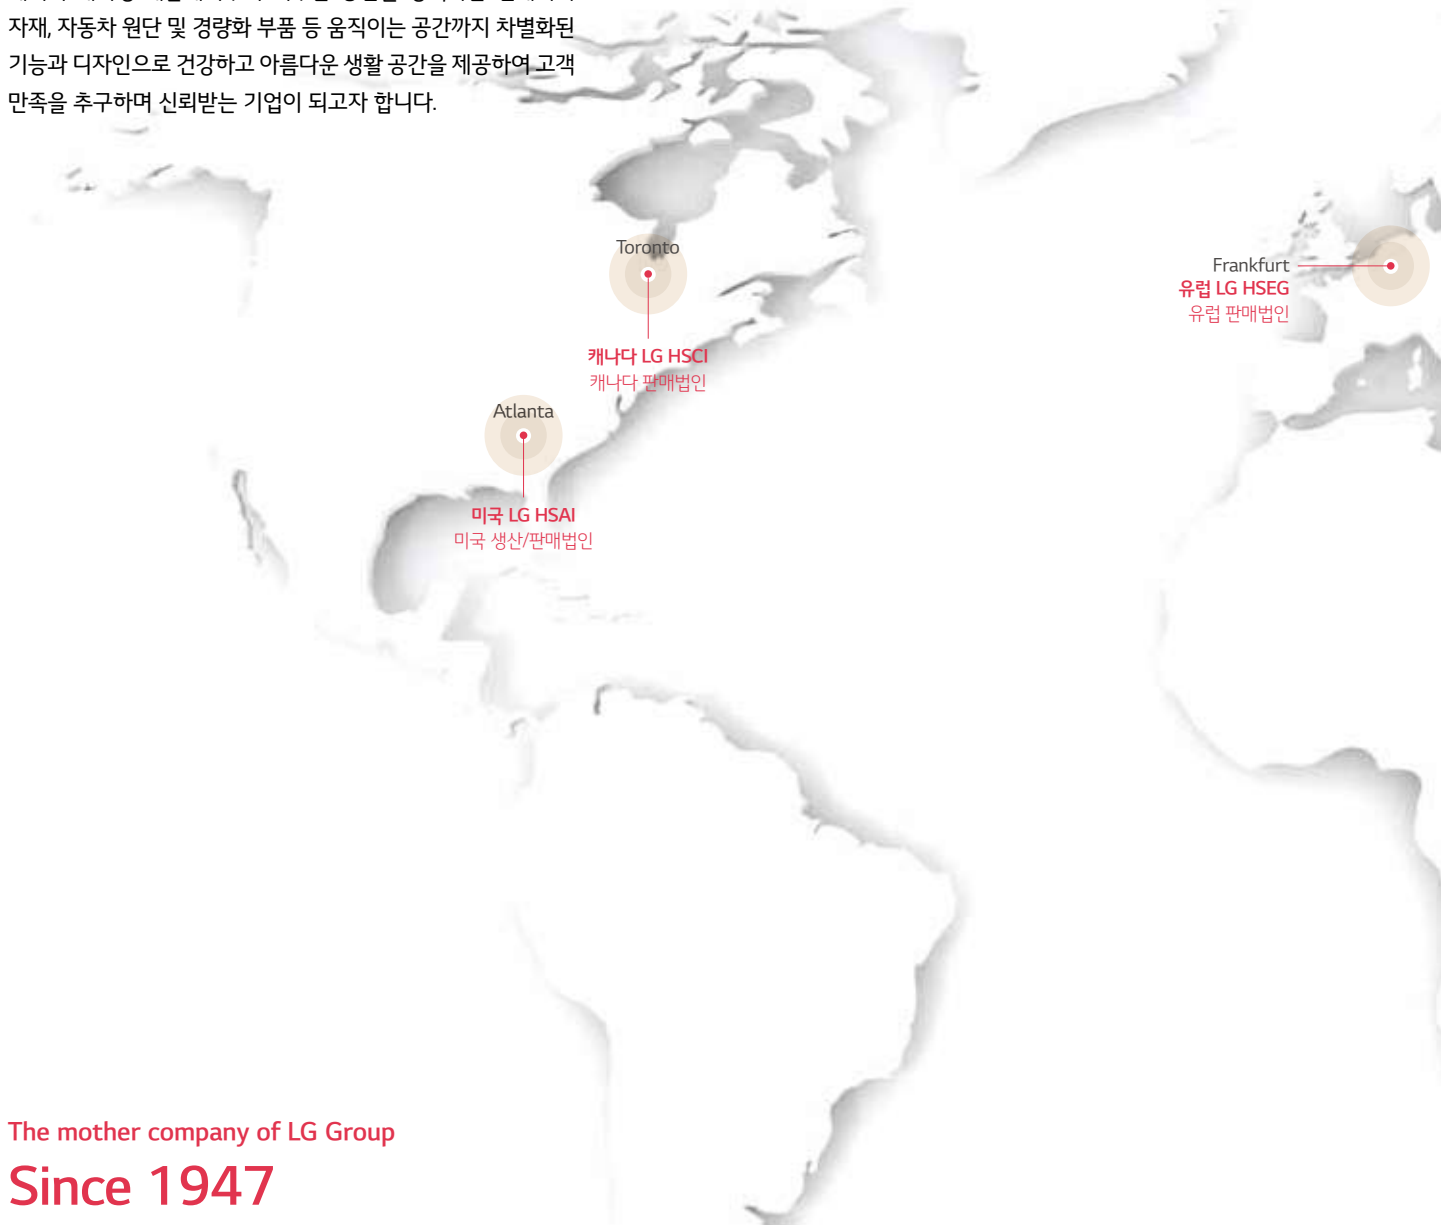 자재, 자동차 원단 및 경량화 부품 등 움직이는 공간까지 차별화된
기능과 디자인으로 건강하고 아름다운 생활 공간을 제공하여 고객
만족을 추구하며 신뢰받는 기업이 되고자 합니다.
Toronto
캐나다 LG HSCI
캐나다 판매법인
Frankfurt
유럽 LG HSEG
유럽 판매법인
Atlanta
미국 LG HSAI
미국 생산/판매법인
The mother company of LG Group
Since 1947